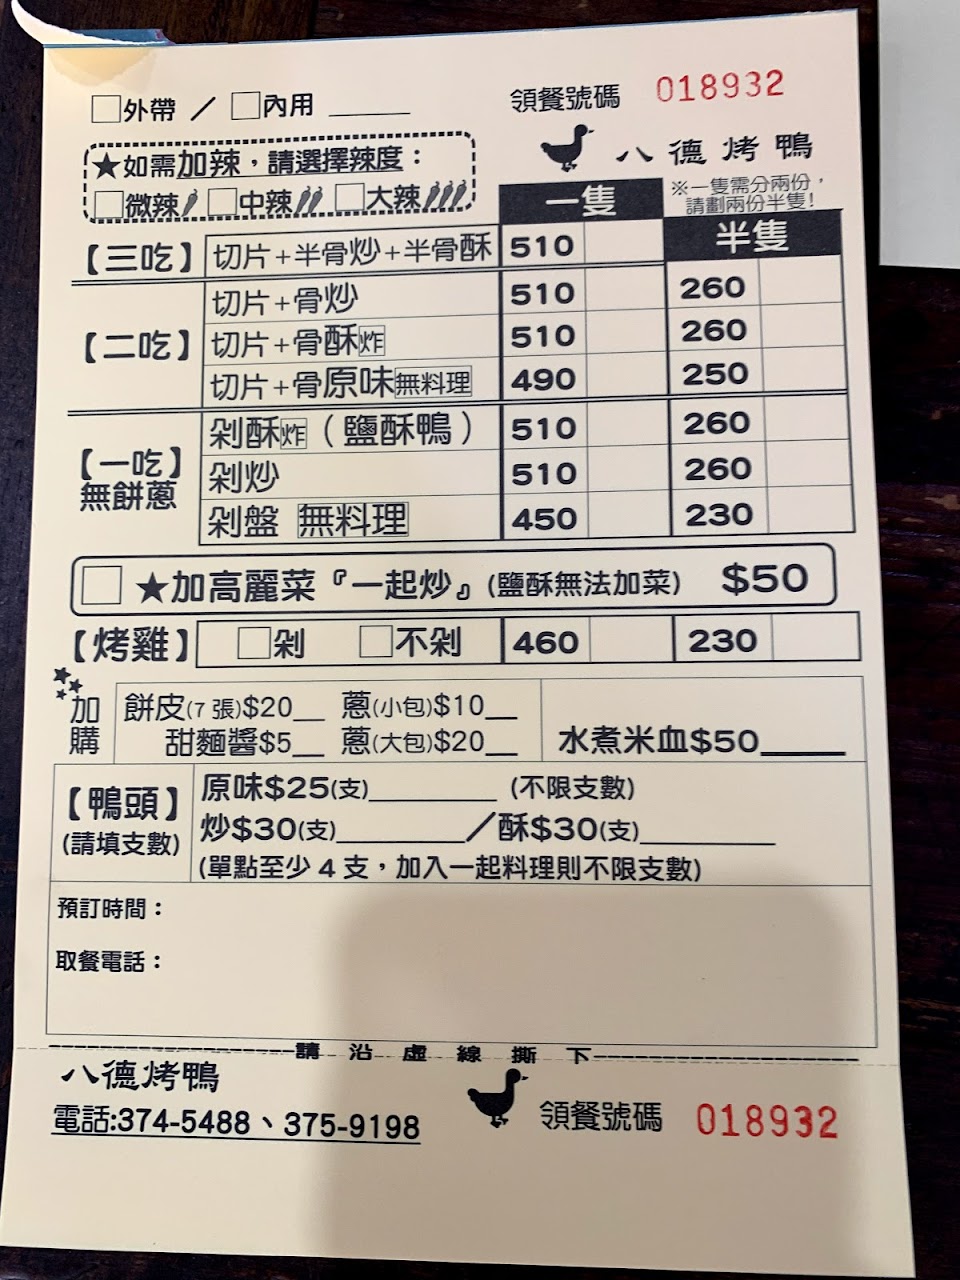 □外帶 / □內用 ______ 領餐號碼 018932
八德烤鴨
★如需加辣，請選擇辣度：
□微辣 □中辣 □大辣
※一隻需分兩份，
請劃兩份半隻!
一隻 半隻
【三吃】 切片+半骨炒+半骨酥 510
【二吃】 切片+骨炒 510 260
切片+骨酥炸 510 260
切片+骨原味無料理 490 250
【一吃】 剁酥炸（鹽酥鴨） 510 260
無餅蔥 剁炒 510 260
剁盤 無料理 450 230
□★加高麗菜『一起炒』(鹽酥無法加菜) $50
【烤雞】 □剁 □不剁 460 230
加購 餅皮(7張)$20__ 蔥(小包)$10__
甜麵醬$5__ 蔥(大包)$20__ 水煮米血$50_____
【鴨頭】 原味$25(支)________ (不限支數)
(請填支數) 炒$30(支)________／酥$30(支)________
(單點至少4支，加入一起料理則不限支數)
預訂時間：
取餐電話：
請沿虛線撕下
八德烤鴨
電話:374-5488、375-9198 領餐號碼 018932